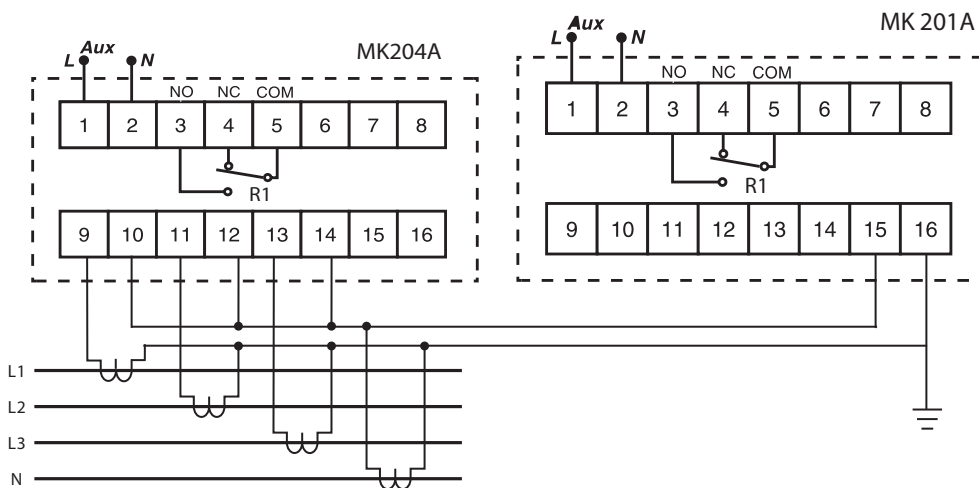 MK204A
L Aux N
NO NC COM
1 2 3 4 5 6 7 8
R1
9 10 11 12 13 14 15 16
MK 201A
L Aux N
NO NC COM
1 2 3 4 5 6 7 8
R1
9 10 11 12 13 14 15 16
L1
L2
L3
N